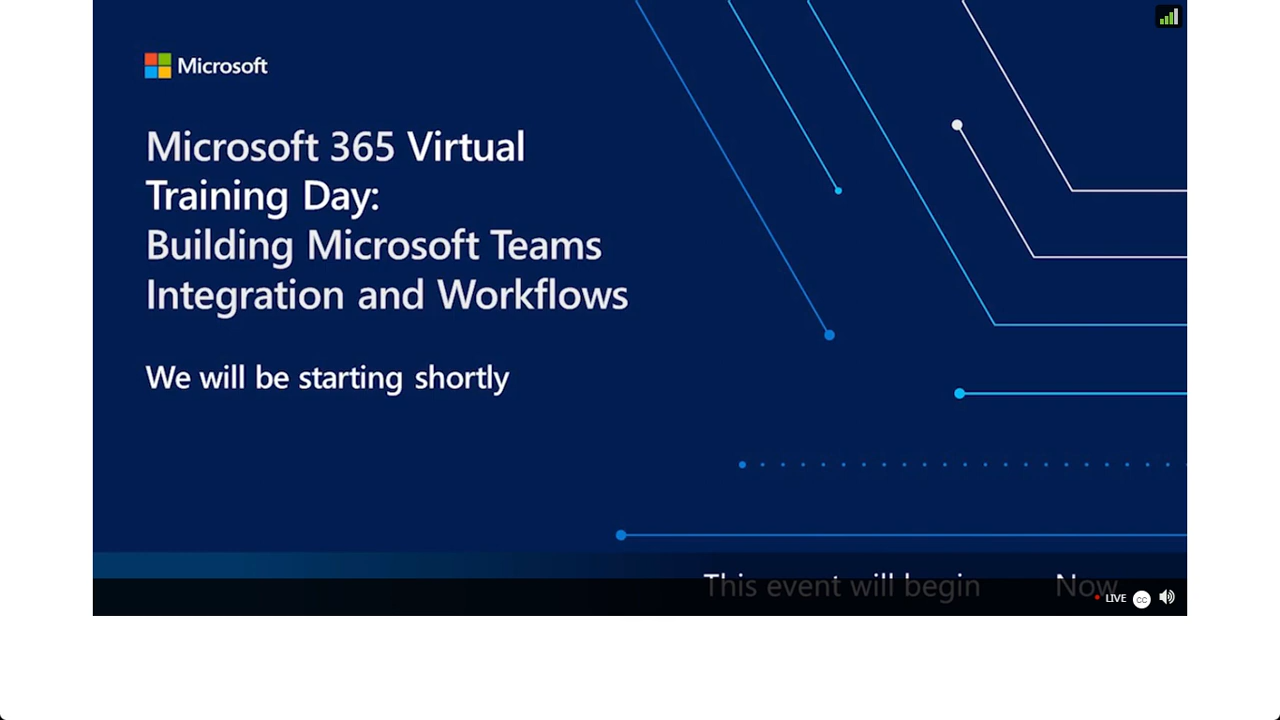 Microsoft
Microsoft 365 Virtual
Training Day:
Building Microsoft Teams
Integration and Workflows
We will be starting shortly
This event will begin Now
LIVE CC